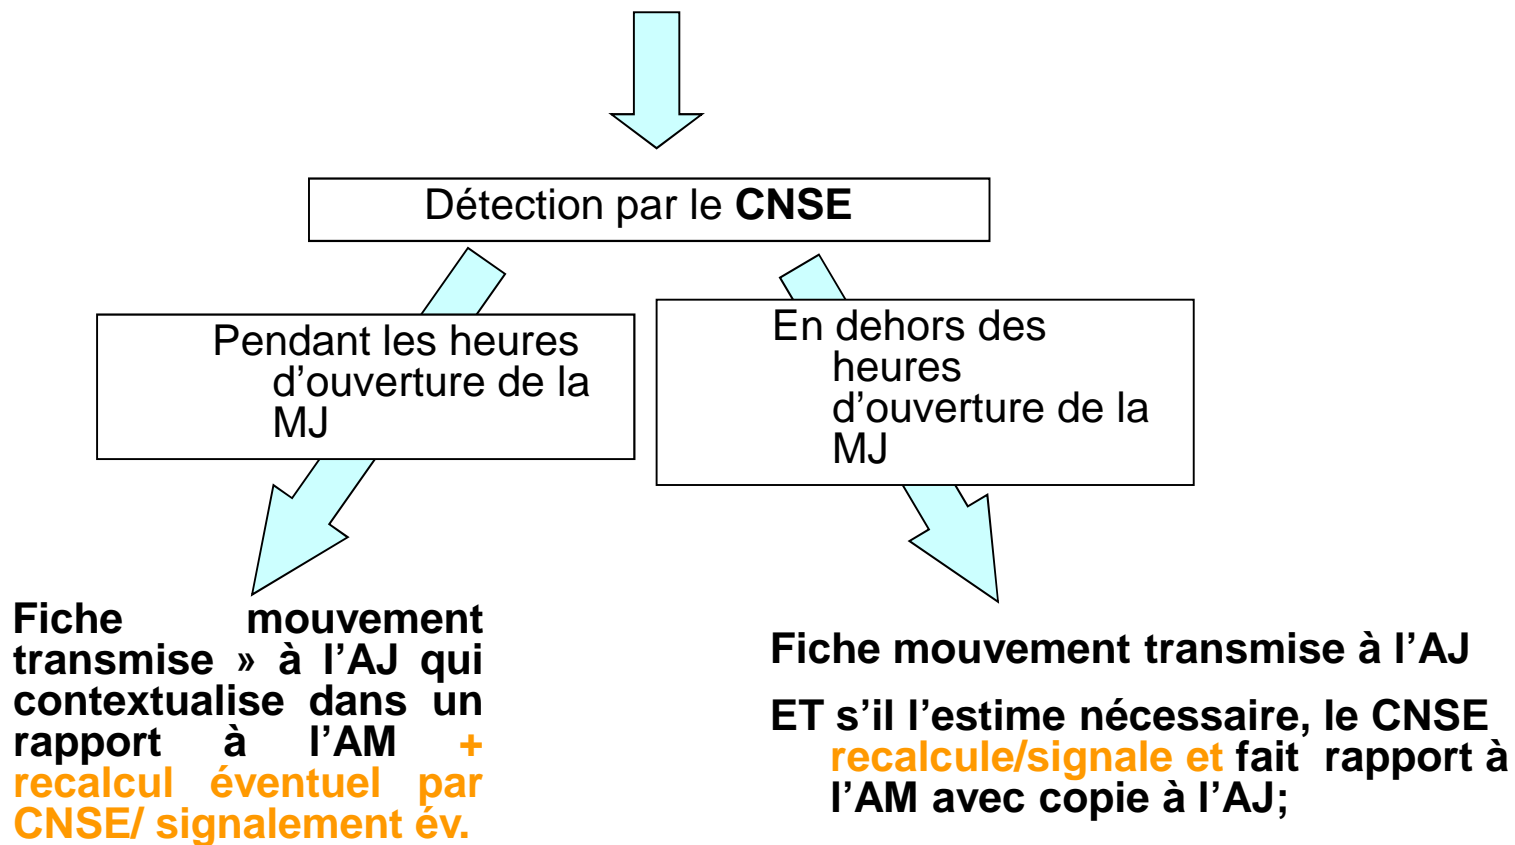 Détection par le CNSE
Pendant les heures
d'ouverture de la
MJ
En dehors des
heures
d'ouverture de la
MJ
Fiche mouvement
transmise » à l'AJ qui
contextualise dans un
rapport à l'AM +
recalcul éventuel par
CNSE/ signalement év.
Fiche mouvement transmise à l'AJ
ET s'il l'estime nécessaire, le CNSE
recalcule/signale et fait rapport à
l'AM avec copie à l'AJ;